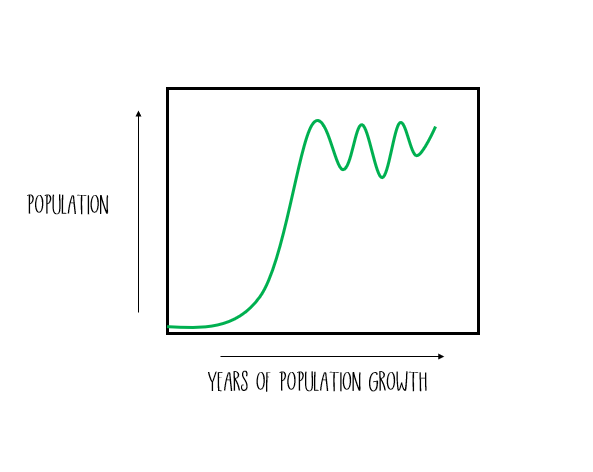 POPULATION
YEARS OF POPULATION GROWTH